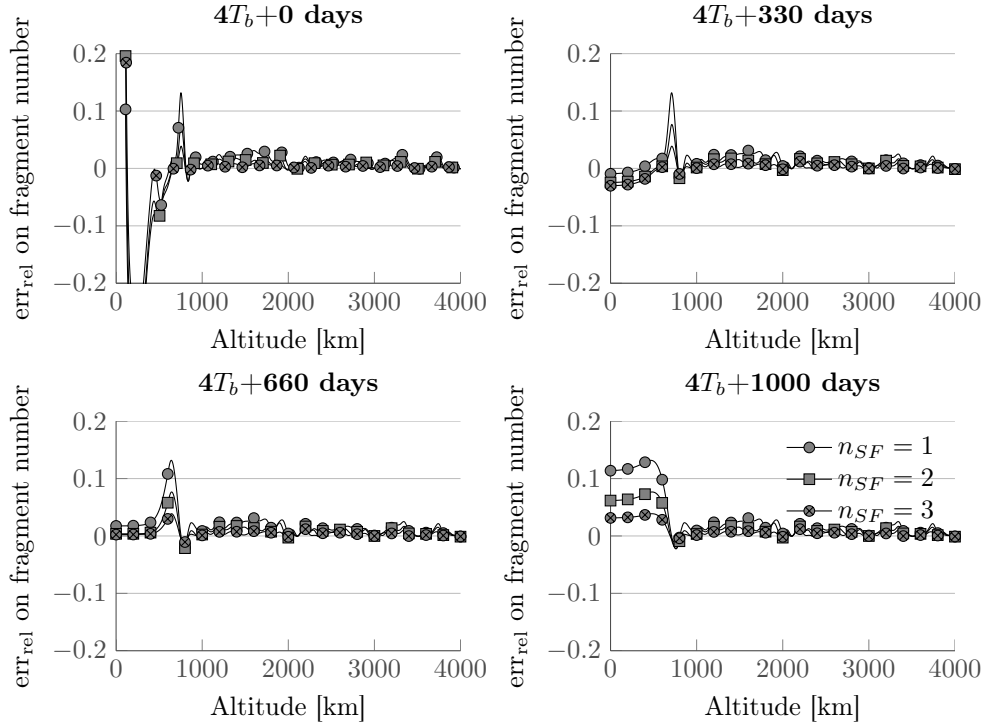 4T_b+0 days
err_rel on fragment number
0.2
0.1
0
−0.1
−0.2
0 1000 2000 3000 4000
Altitude [km]
4T_b+330 days
err_rel on fragment number
0.2
0.1
0
−0.1
−0.2
0 1000 2000 3000 4000
Altitude [km]
4T_b+660 days
err_rel on fragment number
0.2
0.1
0
−0.1
−0.2
0 1000 2000 3000 4000
Altitude [km]
4T_b+1000 days
err_rel on fragment number
0.2
0.1
0
−0.1
−0.2
n_SF = 1
n_SF = 2
n_SF = 3
0 1000 2000 3000 4000
Altitude [km]